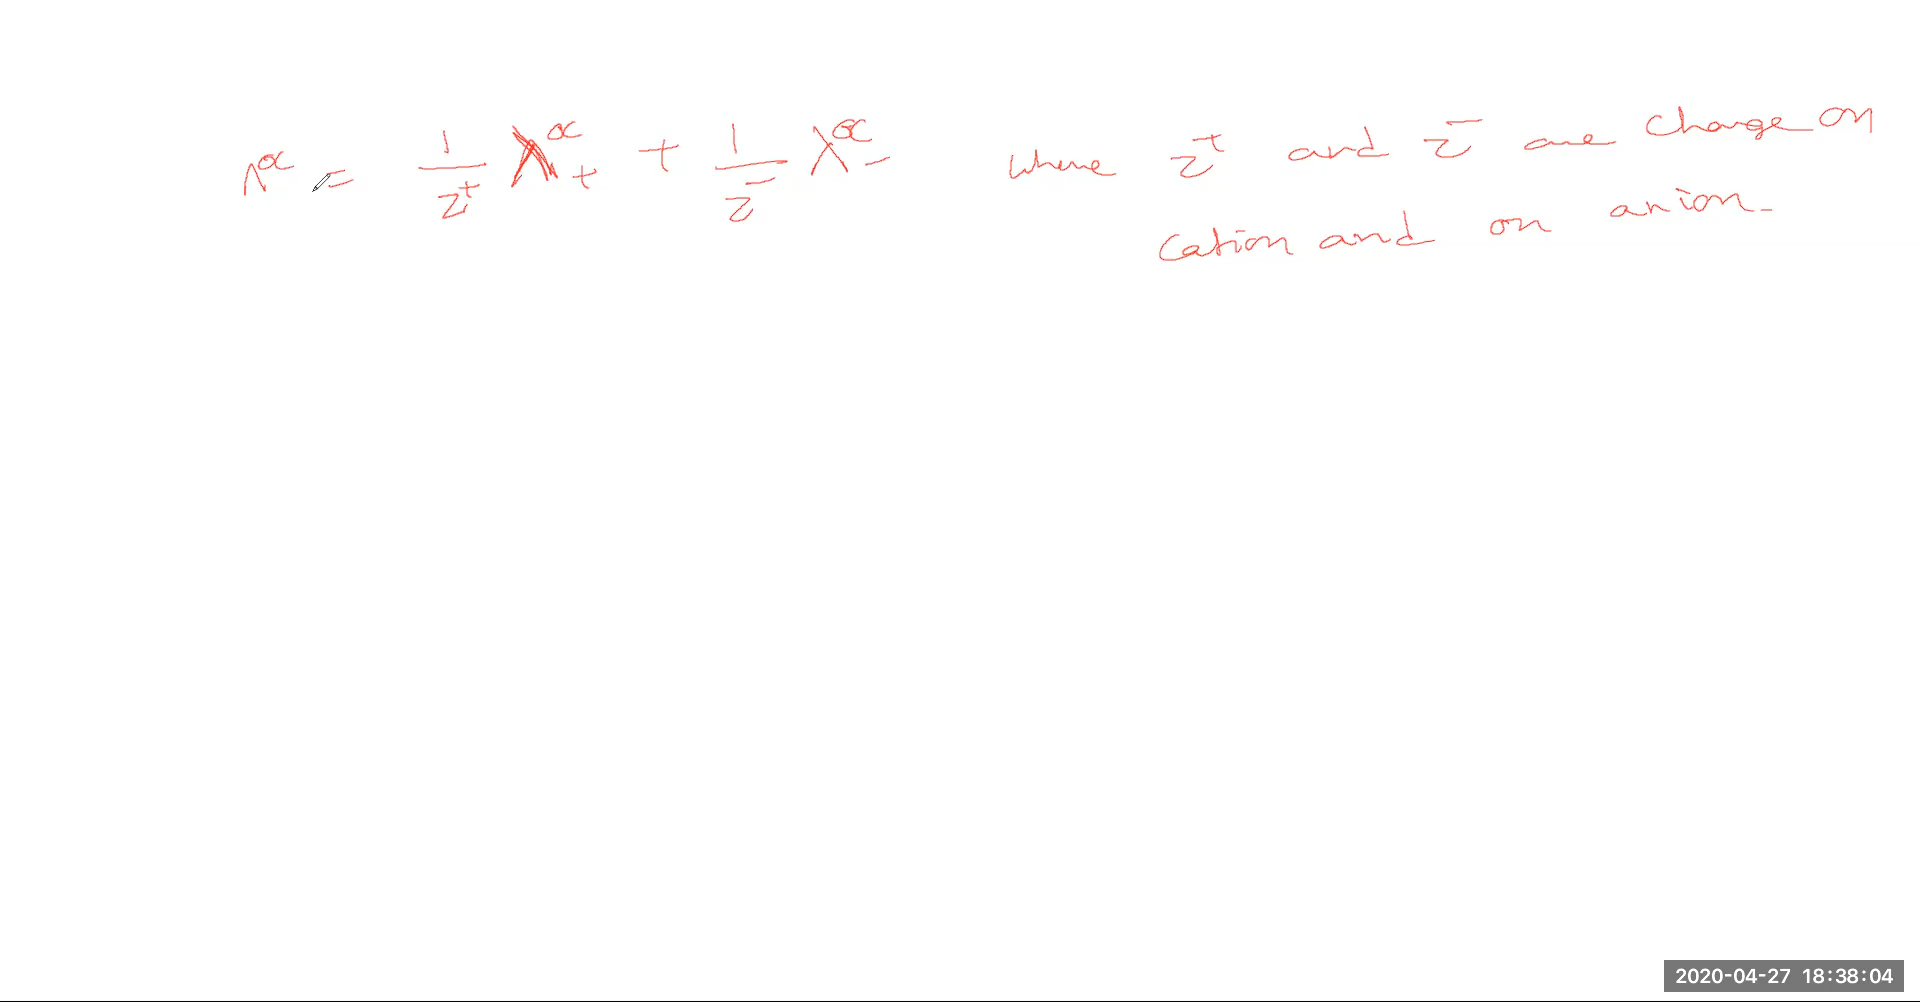 Λ^∝ = 1/z⁺ λ^∝₊ + 1/z⁻ λ^∝₋ where z⁺ and z⁻ are charge on
cation and on anion.
2020-04-27 18:38:04